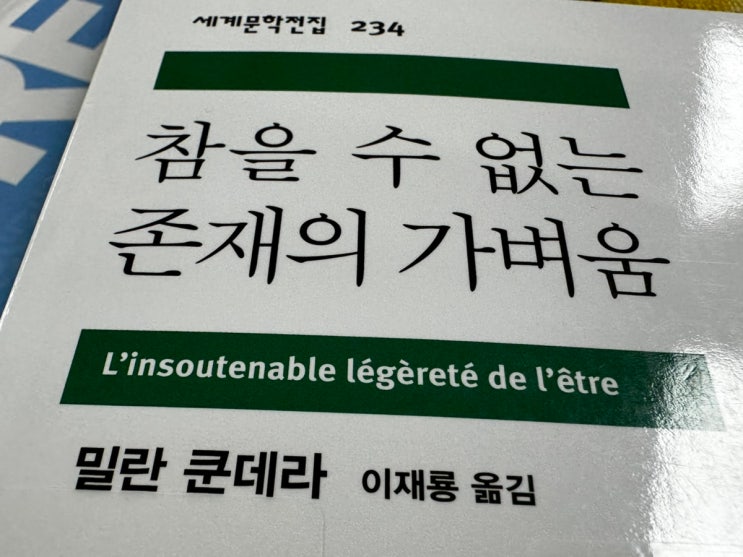 세계문학전집 234
참을 수 없는
존재의 가벼움
L'insoutenable légèreté de l'être
밀란 쿤데라 이재룡 옮김